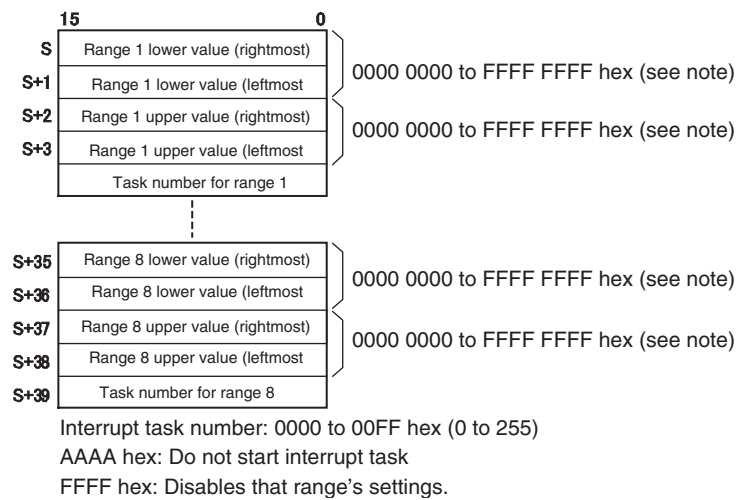 15 0
S Range 1 lower value (rightmost)
S+1 Range 1 lower value (leftmost
0000 0000 to FFFF FFFF hex (see note)
S+2 Range 1 upper value (rightmost)
S+3 Range 1 upper value (leftmost
0000 0000 to FFFF FFFF hex (see note)
Task number for range 1
S+35 Range 8 lower value (rightmost)
S+36 Range 8 lower value (leftmost
0000 0000 to FFFF FFFF hex (see note)
S+37 Range 8 upper value (rightmost)
S+38 Range 8 upper value (leftmost
0000 0000 to FFFF FFFF hex (see note)
S+39 Task number for range 8
Interrupt task number: 0000 to 00FF hex (0 to 255)
AAAA hex: Do not start interrupt task
FFFF hex: Disables that range's settings.